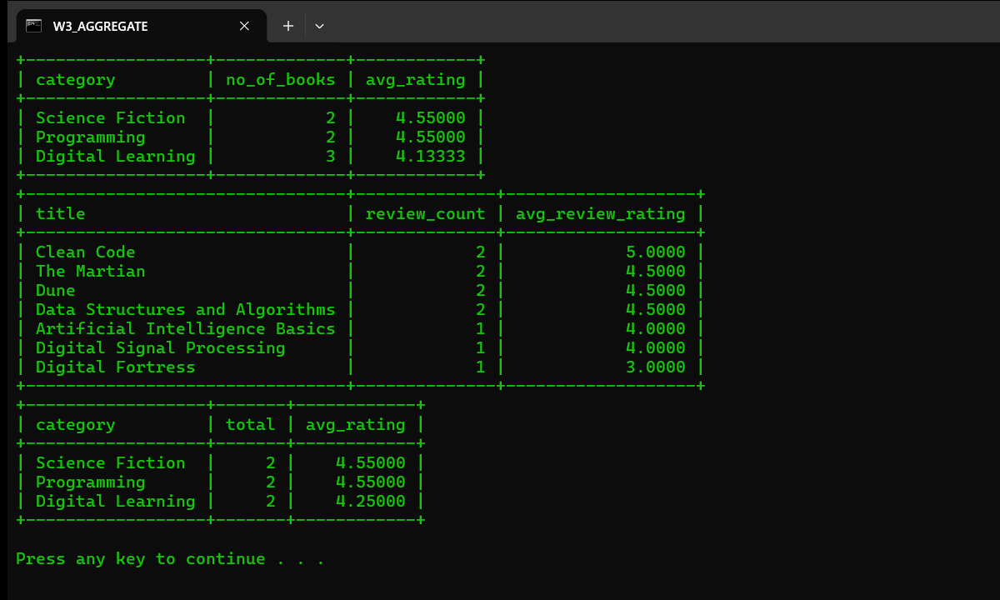 W3_AGGREGATE
+------------------+-------------+------------+
| category         | no_of_books | avg_rating |
+------------------+-------------+------------+
| Science Fiction  |           2 |    4.55000 |
| Programming      |           2 |    4.55000 |
| Digital Learning |           3 |    4.13333 |
+------------------+-------------+------------+
+--------------------------------+--------------+-------------------+
| title                          | review_count | avg_review_rating |
+--------------------------------+--------------+-------------------+
| Clean Code                     |            2 |            5.0000 |
| The Martian                    |            2 |            4.5000 |
| Dune                           |            2 |            4.5000 |
| Data Structures and Algorithms |            2 |            4.5000 |
| Artificial Intelligence Basics |            1 |            4.0000 |
| Digital Signal Processing      |            1 |            4.0000 |
| Digital Fortress               |            1 |            3.0000 |
+--------------------------------+--------------+-------------------+
+------------------+-------+------------+
| category         | total | avg_rating |
+------------------+-------+------------+
| Science Fiction  |     2 |    4.55000 |
| Programming      |     2 |    4.55000 |
| Digital Learning |     2 |    4.25000 |
+------------------+-------+------------+
Press any key to continue . . .